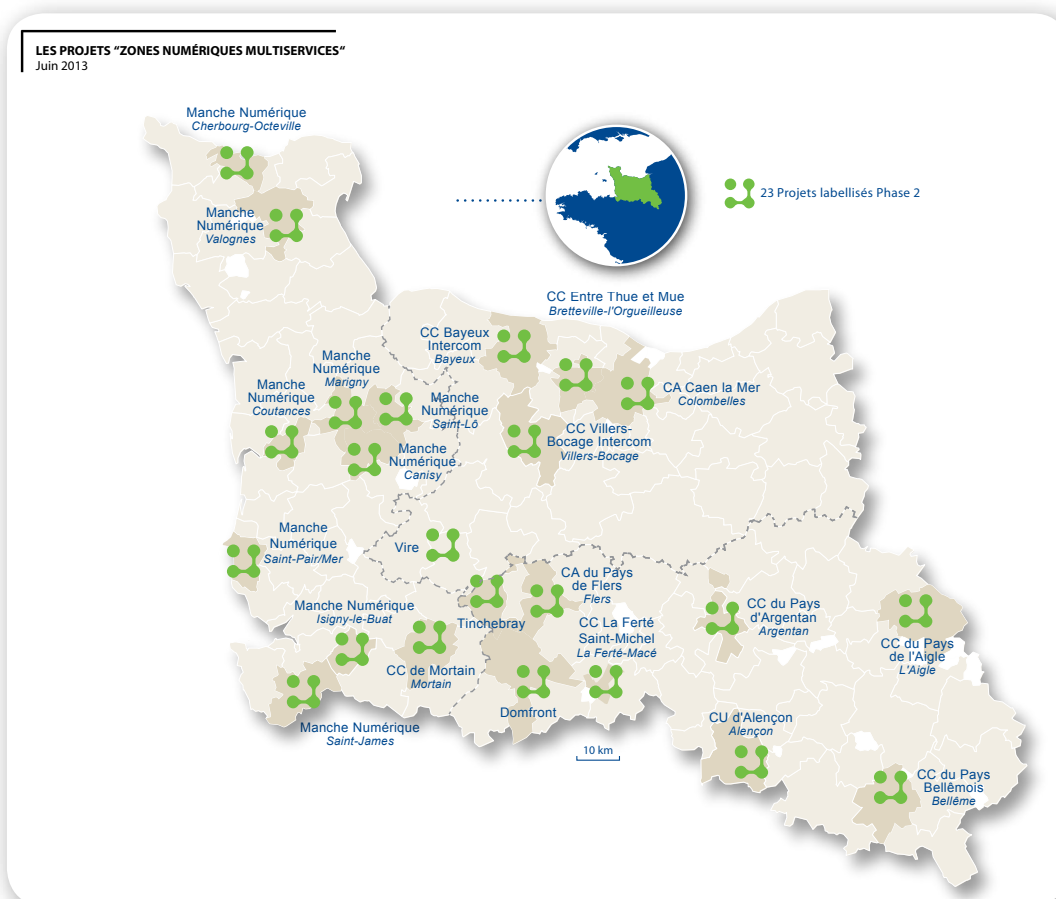 LES PROJETS “ZONES NUMÉRIQUES MULTISERVICES“
Juin 2013
Manche Numérique
Cherbourg-Octeville
23 Projets labellisés Phase 2
Manche
Numérique
Valognes
CC Entre Thue et Mue
Bretteville-l'Orgueilleuse
CC Bayeux
Intercom
Bayeux
Manche
Numérique
Marigny
Manche
Numérique
Coutances
Manche
Numérique
Saint-Lô
CA Caen la Mer
Colombelles
CC Villers-
Bocage Intercom
Villers-Bocage
Manche
Numérique
Canisy
Manche
Numérique
Saint-Pair/Mer
Vire
CA du Pays
de Flers
Flers
Tinchebray
CC La Ferté
Saint-Michel
La Ferté-Macé
Manche Numérique
Isigny-le-Buat
CC du Pays
d'Argentan
Argentan
CC du Pays
de l'Aigle
L'Aigle
CC de Mortain
Mortain
Domfront
Manche Numérique
Saint-James
CU d'Alençon
Alençon
10 km
CC du Pays
Bellêmois
Bellême